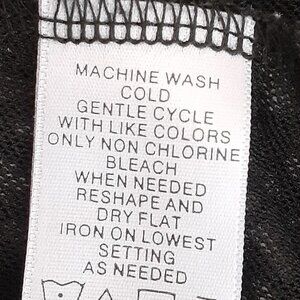 MACHINE WASH
COLD
GENTLE CYCLE
WITH LIKE COLORS
ONLY NON CHLORINE
BLEACH
WHEN NEEDED
RESHAPE AND
DRY FLAT
IRON ON LOWEST
SETTING
AS NEEDED